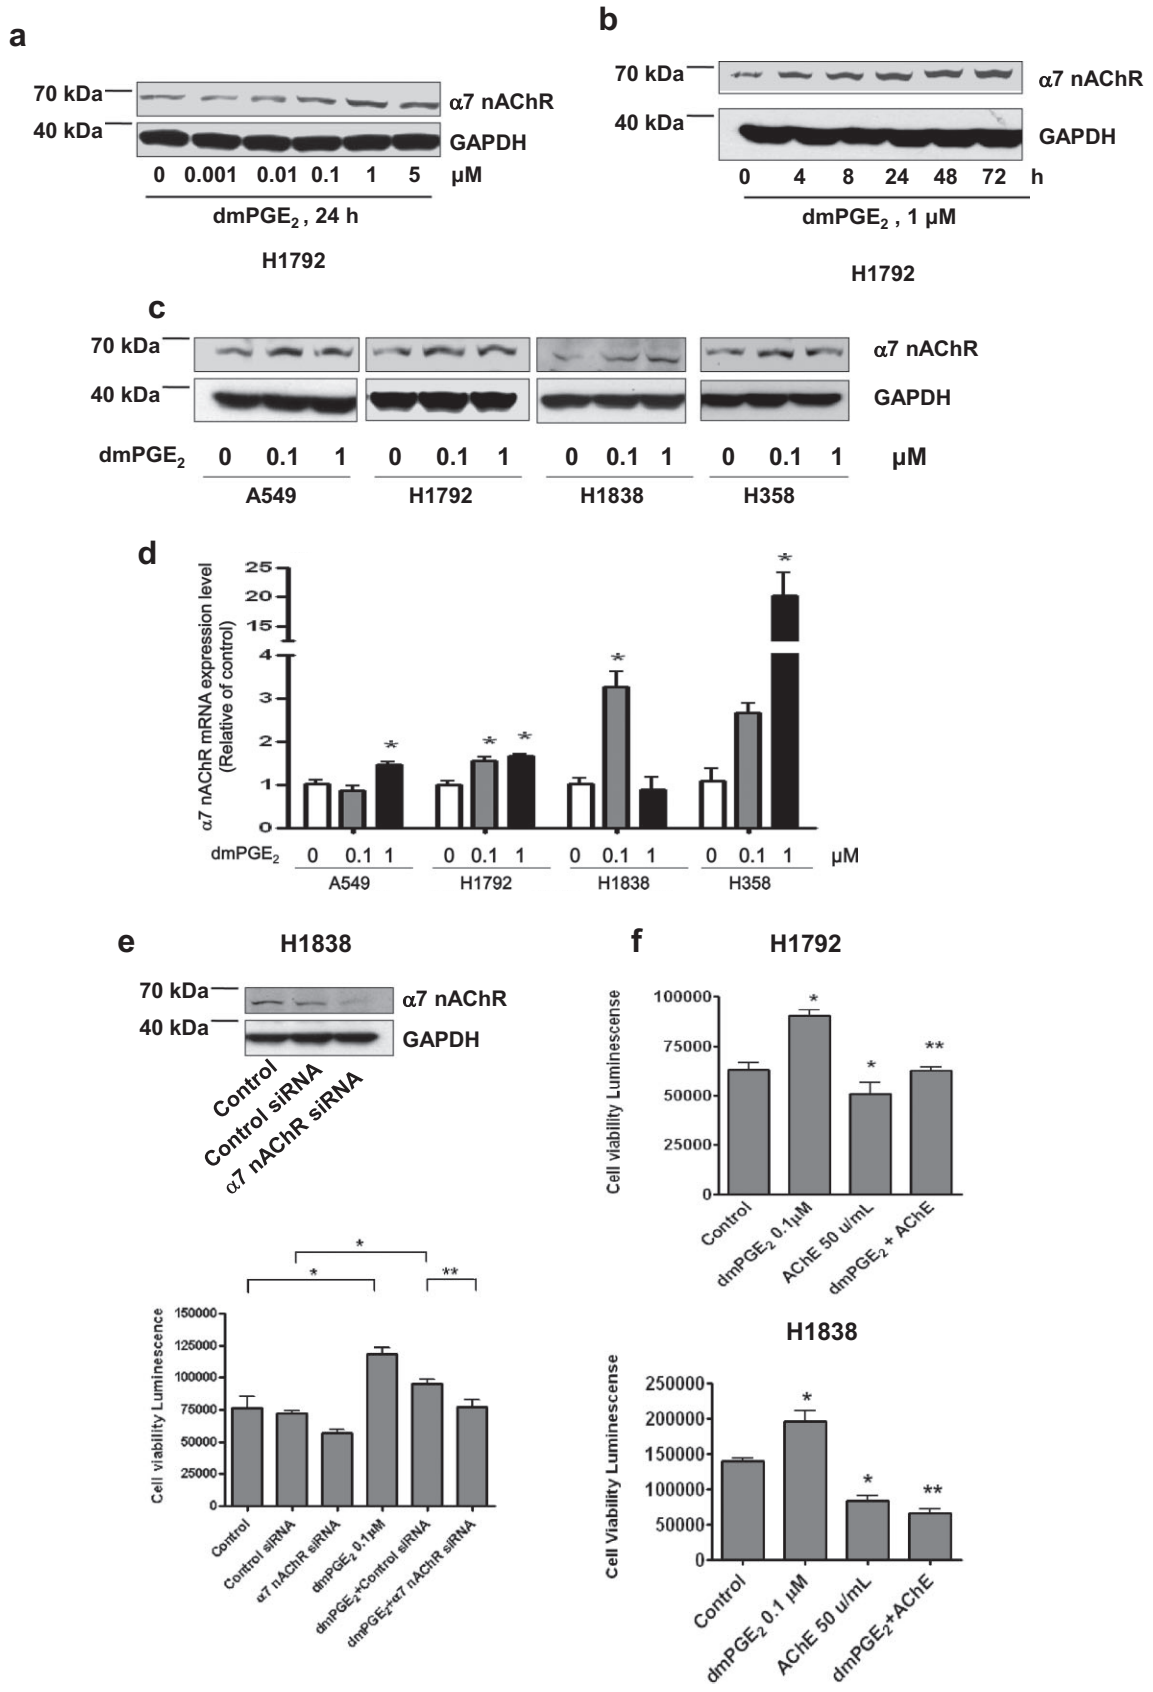 a
70 kDa
α7 nAChR
40 kDa
GAPDH
0 0.001 0.01 0.1 1 5 μM
dmPGE2 , 24 h
H1792
b
70 kDa
α7 nAChR
40 kDa
GAPDH
0 4 8 24 48 72 h
dmPGE2 , 1 μM
H1792
c
70 kDa
α7 nAChR
40 kDa
GAPDH
dmPGE2 0 0.1 1 0 0.1 1 0 0.1 1 0 0.1 1 μM
A549 H1792 H1838 H358
d
α7 nAChR mRNA expression level
(Relative of control)
25
20
15
4
3
2
1
0
*
*
*
*
*
dmPGE2 0 0.1 1 0 0.1 1 0 0.1 1 0 0.1 1 μM
A549 H1792 H1838 H358
e
H1838
70 kDa
α7 nAChR
40 kDa
GAPDH
Control
Control siRNA
α7 nAChR siRNA
*
*
**
Cell viability Luminescence
150000
125000
100000
75000
50000
25000
0
Control
Control siRNA
α7 nAChR siRNA
dmPGE2 0.1μM
dmPGE2+Control siRNA
dmPGE2+α7 nAChR siRNA
f
H1792
Cell viability Luminescense
100000
75000
50000
25000
0
*
*
**
Control
dmPGE2 0.1μM
AChE 50 u/mL
dmPGE2 + AChE
H1838
Cell Viability Luminescense
250000
200000
150000
100000
50000
0
*
*
**
Control
dmPGE2 0.1 μM
AChE 50 u/mL
dmPGE2+AChE